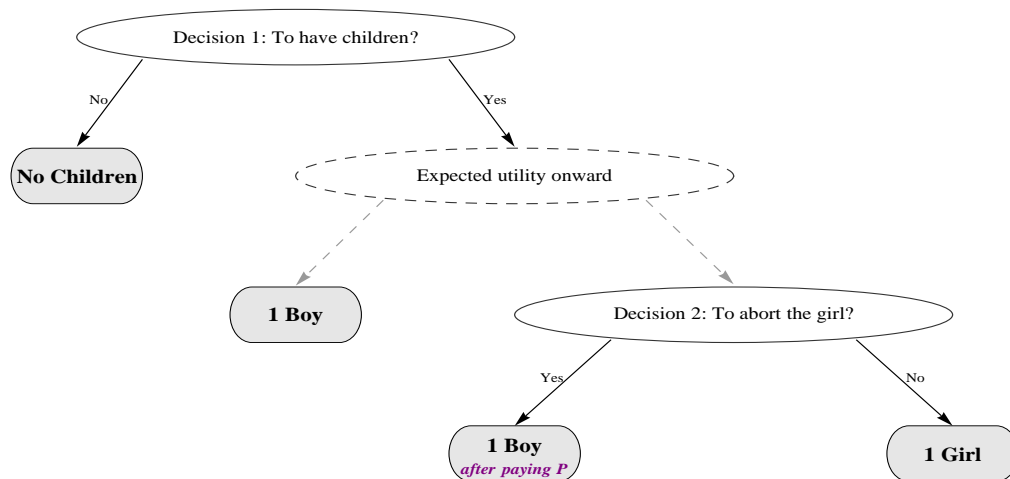 Decision 1: To have children?
No
Yes
No Children
Expected utility onward
1 Boy
Decision 2: To abort the girl?
Yes
No
1 Boy
after paying P
1 Girl